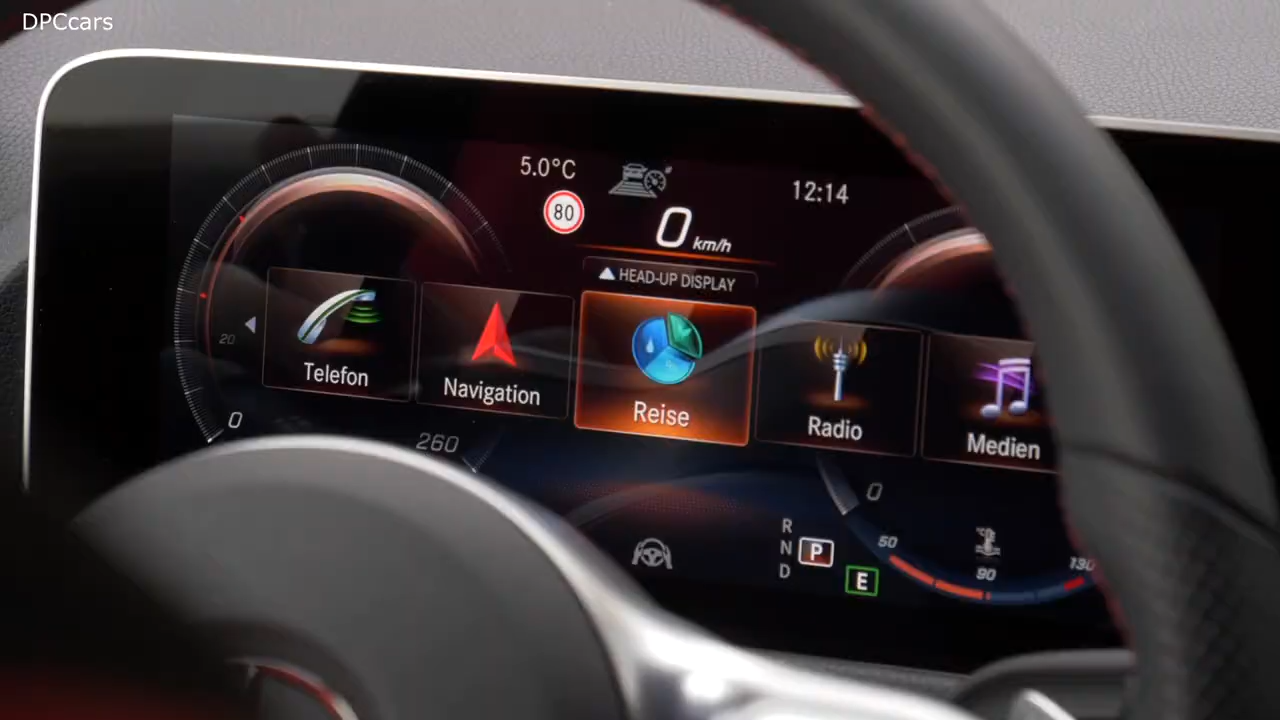 DPCcars
5.0°C
80
12:14
0 km/h
HEAD-UP DISPLAY
Telefon
Navigation
Reise
Radio
Medien
20
0
260
0
R
N
D
P
E
50
90
130